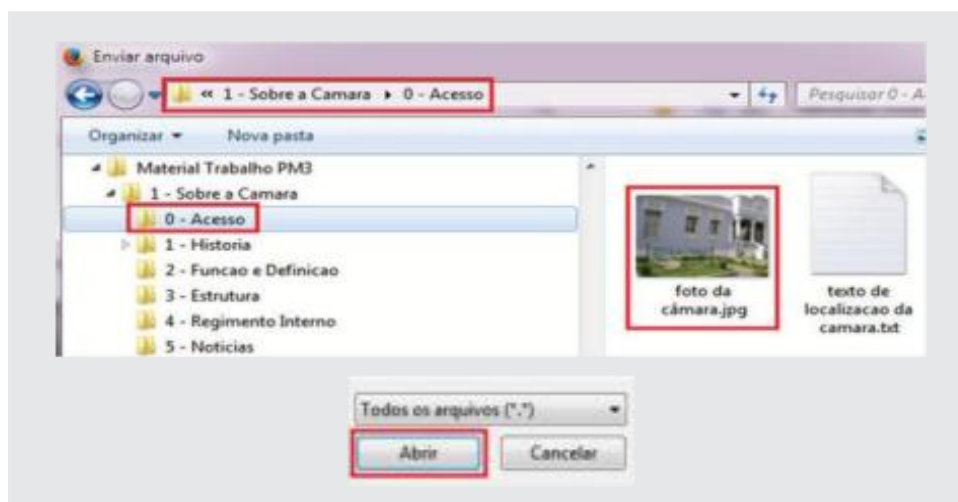 Enviar arquivo
« 1 - Sobre a Camara ▸ 0 - Acesso
Pesquisar 0 - A
Organizar
Nova pasta
Material Trabalho PM3
1 - Sobre a Camara
0 - Acesso
1 - Historia
2 - Funcao e Definicao
3 - Estrutura
4 - Regimento Interno
5 - Noticias
foto da
câmara.jpg
texto de
localizacao da
camara.txt
Todos os arquivos (*.*)
Abrir
Cancelar